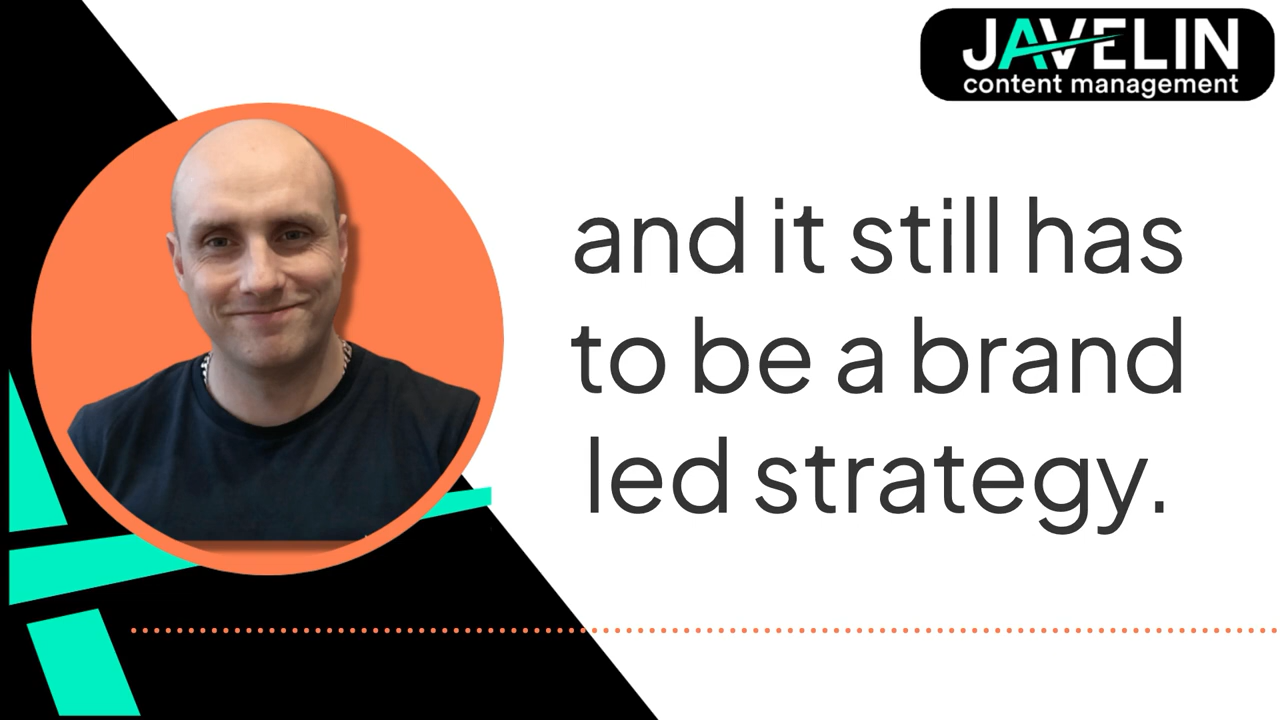 JAVELIN
content management
and it still has
to be a brand
led strategy.